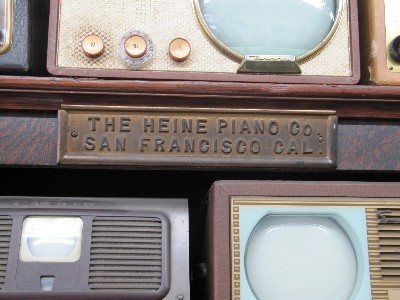 THE HEINE PIANO Co.
SAN FRANCISCO CAL.